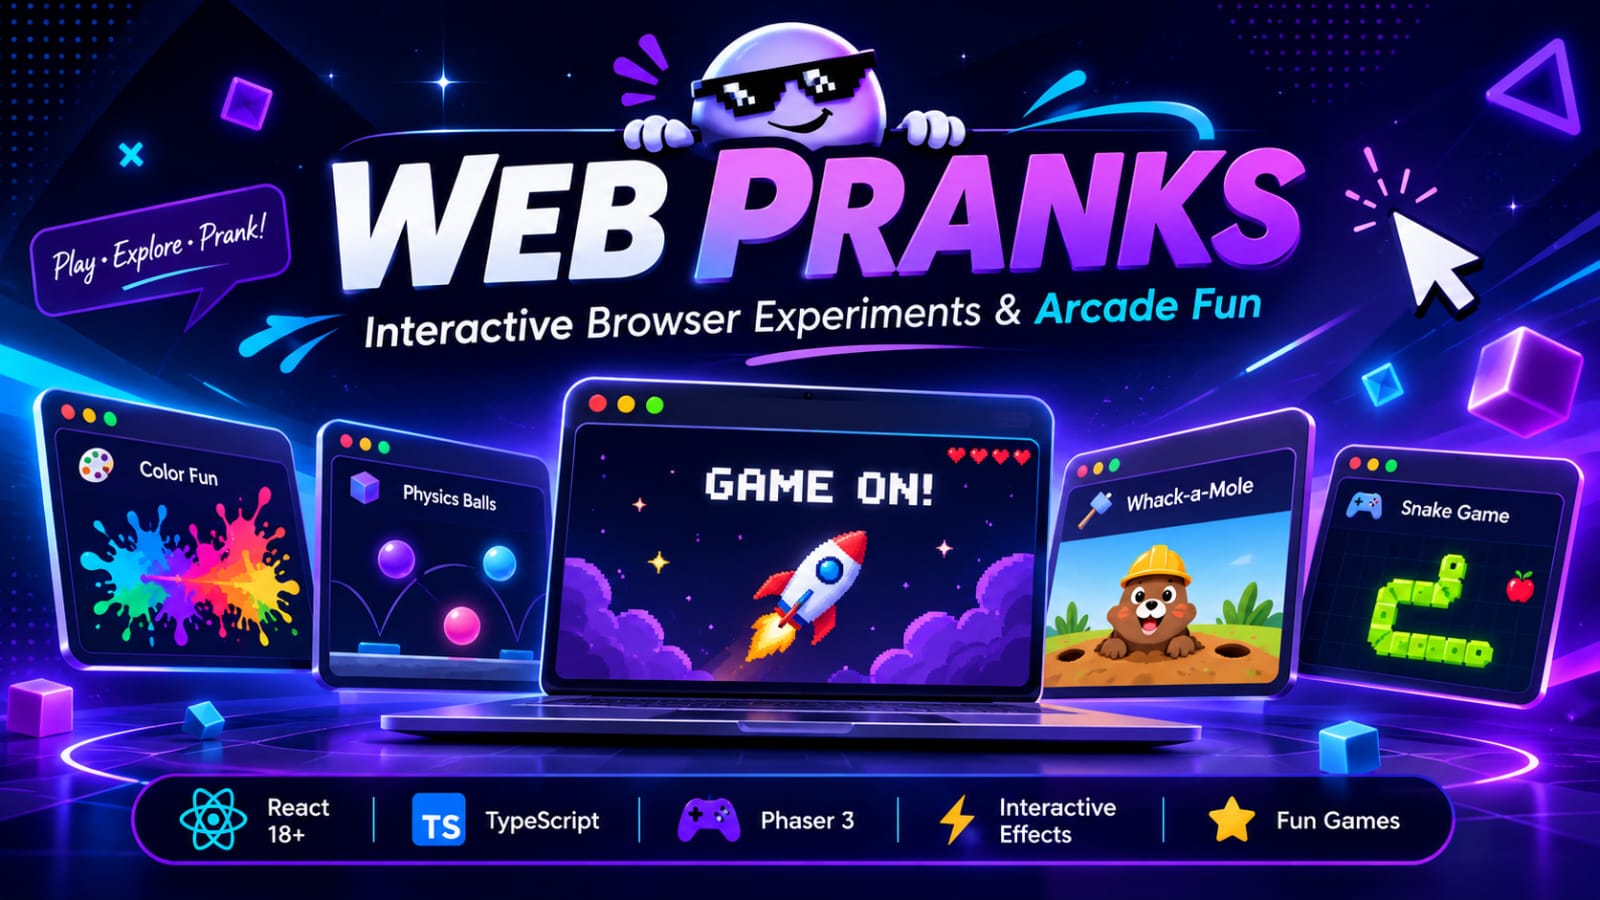 WEB PRANKS
Play · Explore · Prank!
Interactive Browser Experiments & Arcade Fun
Color Fun
Physics Balls
GAME ON!
Whack-a-Mole
Snake Game
React
18+
TS
TypeScript
Phaser 3
Interactive
Effects
Fun Games